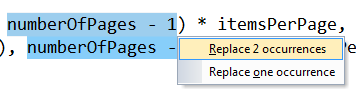 numberOfPages - 1) * itemsPerPage,
), numberOfPages -
Replace 2 occurrences
Replace one occurrence